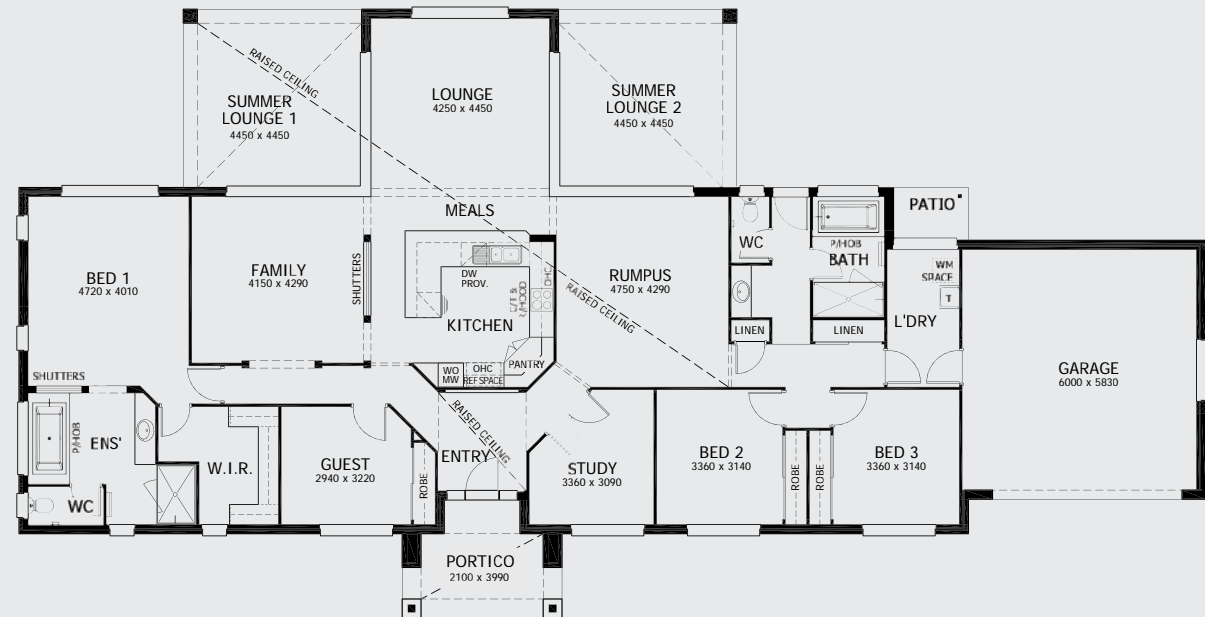 RAISED CEILING
SUMMER
LOUNGE 1
4450 x 4450
LOUNGE
4250 x 4450
SUMMER
LOUNGE 2
4450 x 4450
PATIO
MEALS
WC
P/HOB
BATH
BED 1
4720 x 4010
FAMILY
4150 x 4290
SHUTTERS
DW
PROV.
OHC
RUMPUS
4750 x 4290
WM
SPACE
T
RAISED CEILING
KITCHEN
L'DRY
LINEN
LINEN
GARAGE
6000 x 5830
SHUTTERS
WO
MW
OHC
REF SPACE
PANTRY
P/HOB
ENS'
RAISED CEILING
W.I.R.
GUEST
2940 x 3220
ROBE
ENTRY
STUDY
3360 x 3090
BED 2
3360 x 3140
ROBE
ROBE
BED 3
3360 x 3140
WC
PORTICO
2100 x 3990